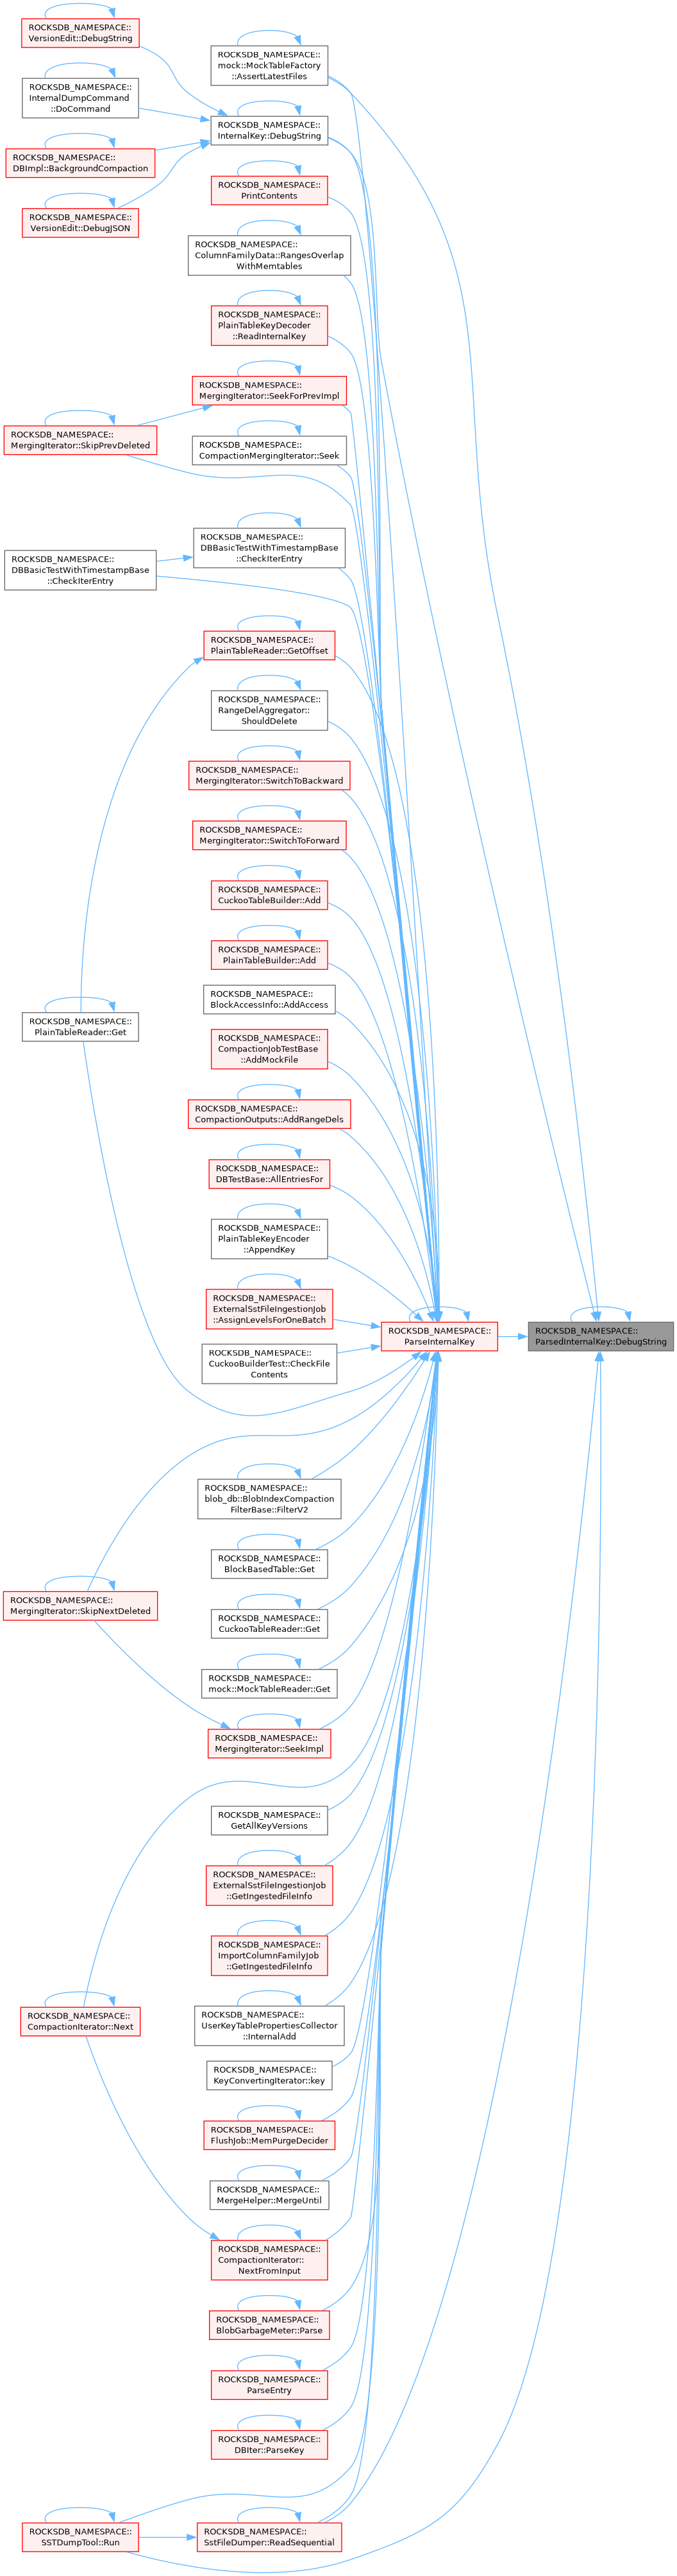 ROCKSDB_NAMESPACE::
VersionEdit::DebugString
ROCKSDB_NAMESPACE::
InternalDumpCommand
::DoCommand
ROCKSDB_NAMESPACE::
DBImpl::BackgroundCompaction
ROCKSDB_NAMESPACE::
VersionEdit::DebugJSON
ROCKSDB_NAMESPACE::
MergingIterator::SkipPrevDeleted
ROCKSDB_NAMESPACE::
DBBasicTestWithTimestampBase
::CheckIterEntry
ROCKSDB_NAMESPACE::
PlainTableReader::Get
ROCKSDB_NAMESPACE::
MergingIterator::SkipNextDeleted
ROCKSDB_NAMESPACE::
CompactionIterator::Next
ROCKSDB_NAMESPACE::
SSTDumpTool::Run
ROCKSDB_NAMESPACE::
mock::MockTableFactory
::AssertLatestFiles
ROCKSDB_NAMESPACE::
InternalKey::DebugString
ROCKSDB_NAMESPACE::
PrintContents
ROCKSDB_NAMESPACE::
ColumnFamilyData::RangesOverlap
WithMemtables
ROCKSDB_NAMESPACE::
PlainTableKeyDecoder
::ReadInternalKey
ROCKSDB_NAMESPACE::
MergingIterator::SeekForPrevImpl
ROCKSDB_NAMESPACE::
CompactionMergingIterator::Seek
ROCKSDB_NAMESPACE::
DBBasicTestWithTimestampBase
::CheckIterEntry
ROCKSDB_NAMESPACE::
PlainTableReader::GetOffset
ROCKSDB_NAMESPACE::
RangeDelAggregator::
ShouldDelete
ROCKSDB_NAMESPACE::
MergingIterator::SwitchToBackward
ROCKSDB_NAMESPACE::
MergingIterator::SwitchToForward
ROCKSDB_NAMESPACE::
CuckooTableBuilder::Add
ROCKSDB_NAMESPACE::
PlainTableBuilder::Add
ROCKSDB_NAMESPACE::
BlockAccessInfo::AddAccess
ROCKSDB_NAMESPACE::
CompactionJobTestBase
::AddMockFile
ROCKSDB_NAMESPACE::
CompactionOutputs::AddRangeDels
ROCKSDB_NAMESPACE::
DBTestBase::AllEntriesFor
ROCKSDB_NAMESPACE::
PlainTableKeyEncoder
::AppendKey
ROCKSDB_NAMESPACE::
ExternalSstFileIngestionJob
::AssignLevelsForOneBatch
ROCKSDB_NAMESPACE::
CuckooBuilderTest::CheckFile
Contents
ROCKSDB_NAMESPACE::
blob_db::BlobIndexCompaction
FilterBase::FilterV2
ROCKSDB_NAMESPACE::
BlockBasedTable::Get
ROCKSDB_NAMESPACE::
CuckooTableReader::Get
ROCKSDB_NAMESPACE::
mock::MockTableReader::Get
ROCKSDB_NAMESPACE::
MergingIterator::SeekImpl
ROCKSDB_NAMESPACE::
GetAllKeyVersions
ROCKSDB_NAMESPACE::
ExternalSstFileIngestionJob
::GetIngestedFileInfo
ROCKSDB_NAMESPACE::
ImportColumnFamilyJob
::GetIngestedFileInfo
ROCKSDB_NAMESPACE::
UserKeyTablePropertiesCollector
::InternalAdd
ROCKSDB_NAMESPACE::
KeyConvertingIterator::key
ROCKSDB_NAMESPACE::
FlushJob::MemPurgeDecider
ROCKSDB_NAMESPACE::
MergeHelper::MergeUntil
ROCKSDB_NAMESPACE::
CompactionIterator::
NextFromInput
ROCKSDB_NAMESPACE::
BlobGarbageMeter::Parse
ROCKSDB_NAMESPACE::
ParseEntry
ROCKSDB_NAMESPACE::
DBIter::ParseKey
ROCKSDB_NAMESPACE::
SstFileDumper::ReadSequential
ROCKSDB_NAMESPACE::
ParseInternalKey
ROCKSDB_NAMESPACE::
ParsedInternalKey::DebugString